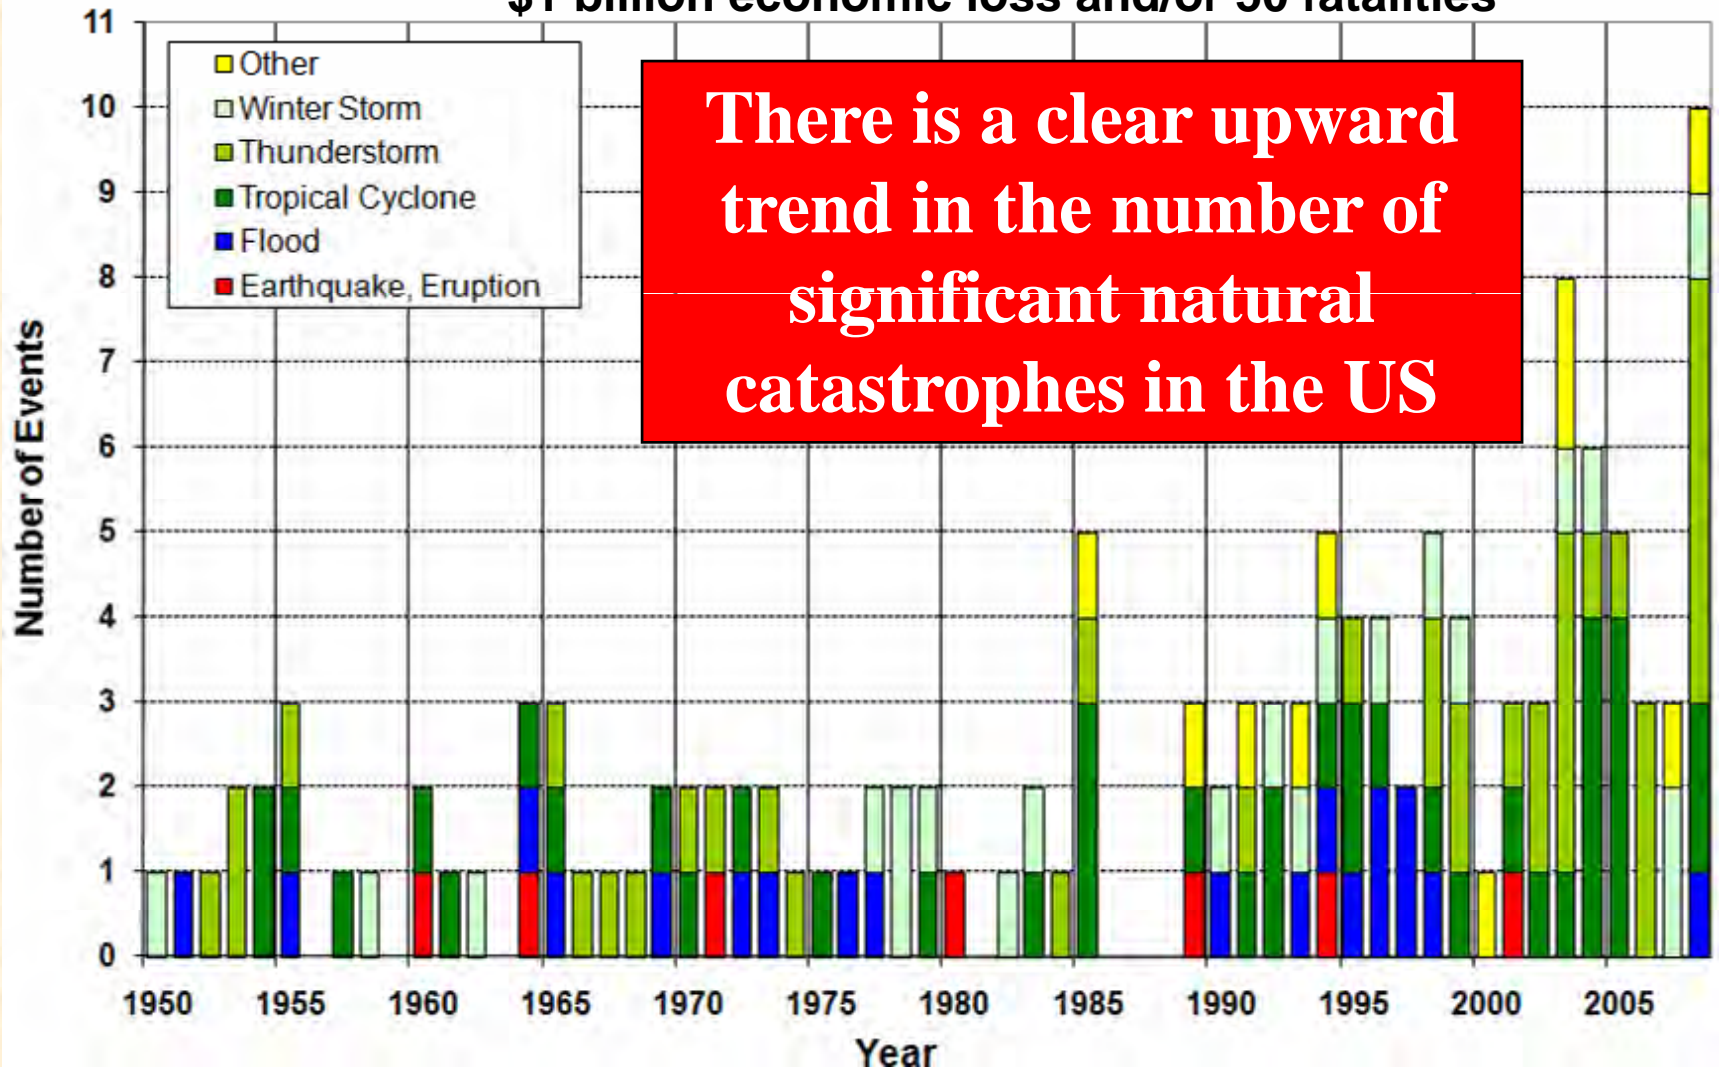 $1 billion economic loss and/or 50 fatalities
11
10
9
8
7
6
5
4
3
2
1
0
Number of Events
Other
Winter Storm
Thunderstorm
Tropical Cyclone
Flood
Earthquake, Eruption
There is a clear upward
trend in the number of
significant natural
catastrophes in the US
1950 1955 1960 1965 1970 1975 1980 1985 1990 1995 2000 2005
Year